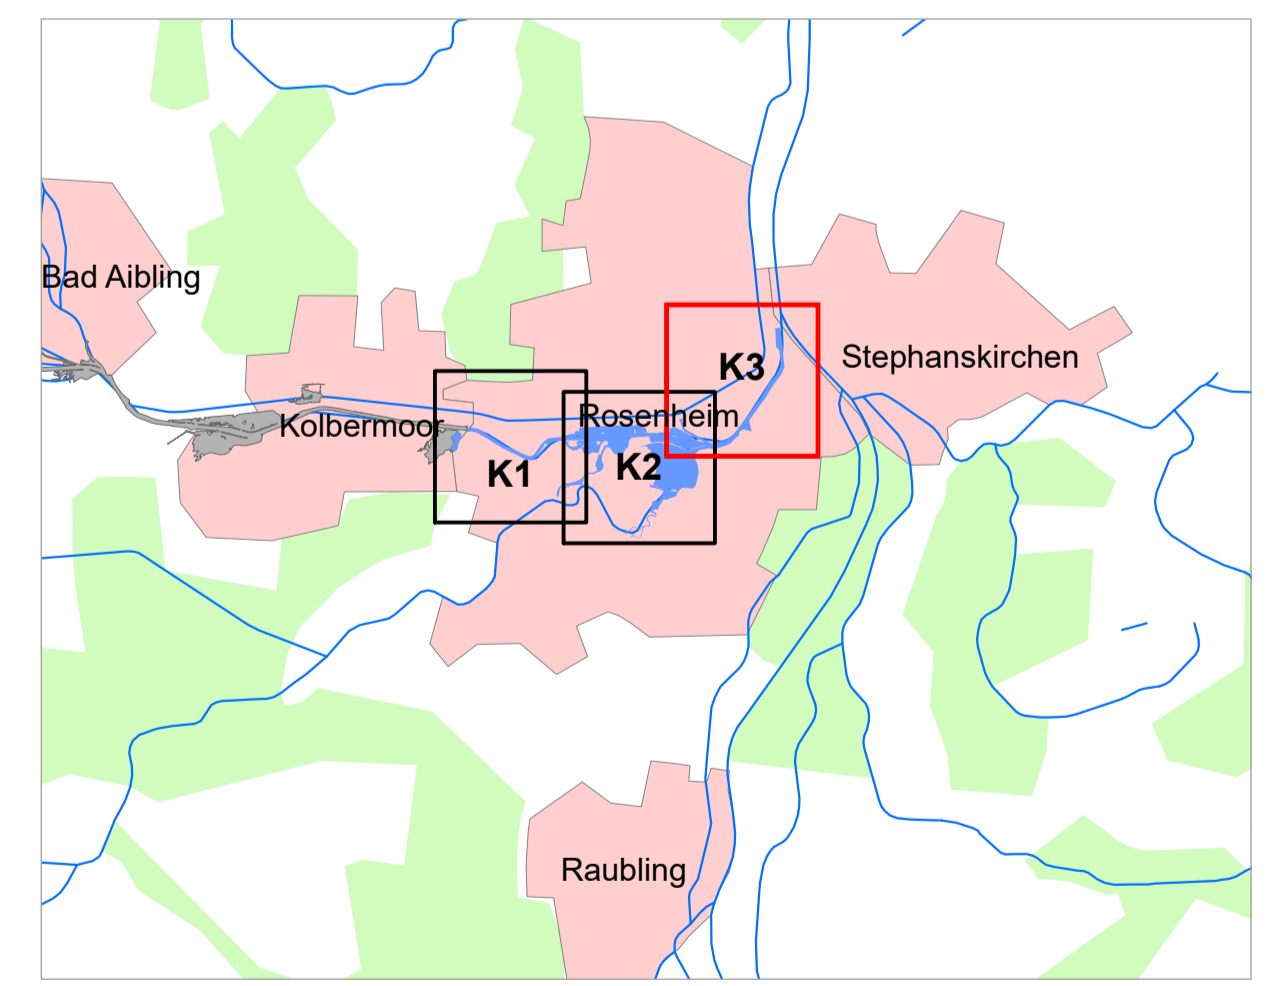 Bad Aibling
K3
Stephanskirchen
Rosenheim
Kolbermoor
K1
K2
Raubling